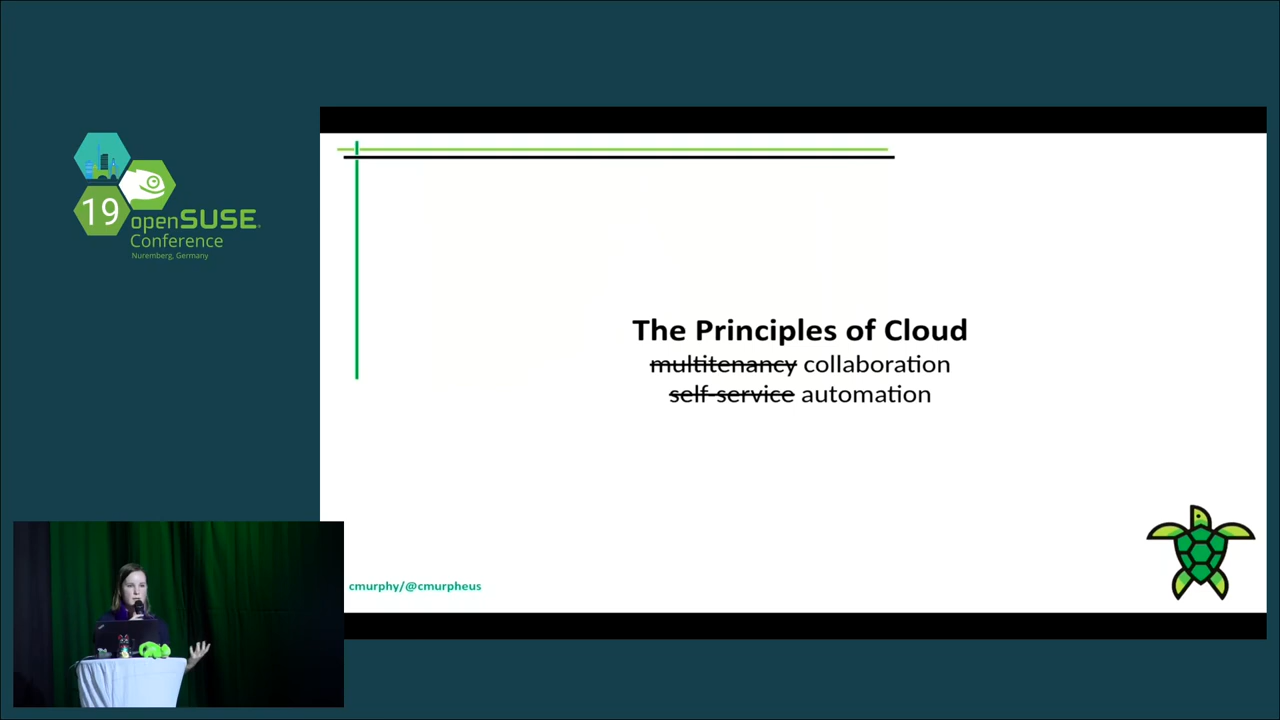 19
openSUSE
Conference
Nuremberg, Germany
The Principles of Cloud
multitenancy collaboration
self-service automation
cmurphy/@cmurpheus